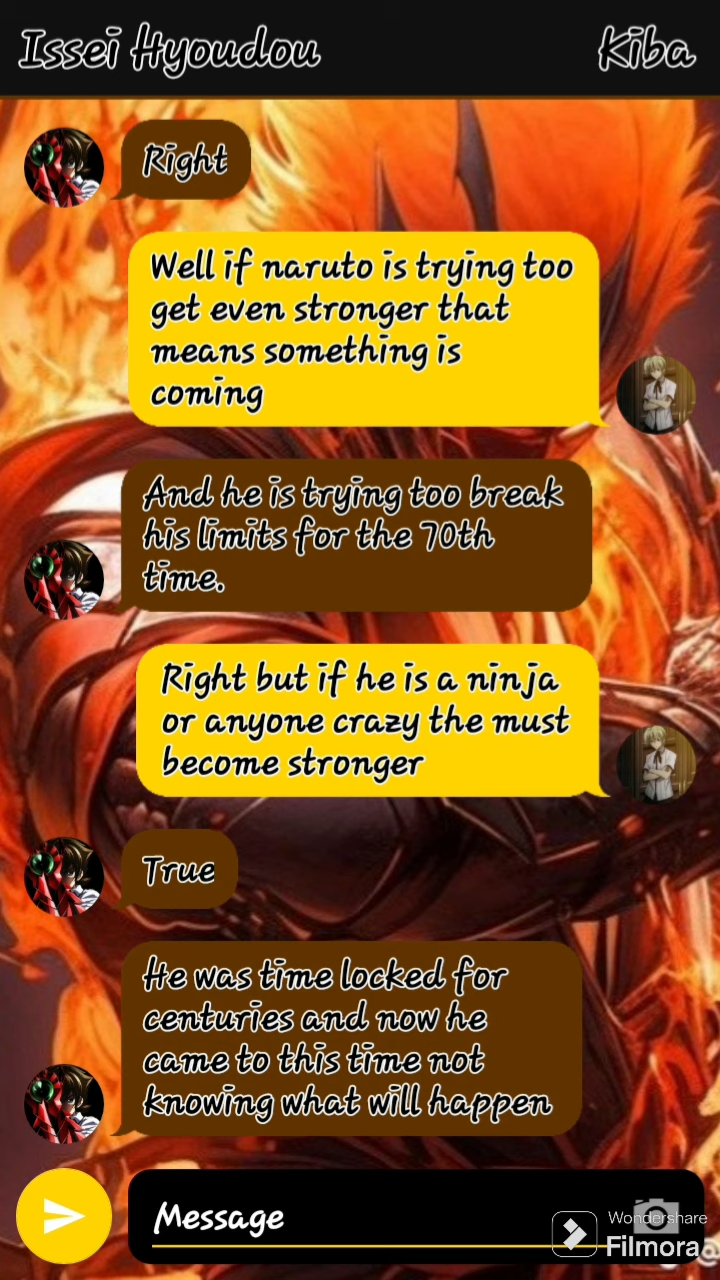 Issei Hyoudou
Kiba
Right
Well if naruto is trying too
get even stronger that
means something is
coming
And he is trying too break
his limits for the 70th
time.
Right but if he is a ninja
or anyone crazy the must
become stronger
True
He was time locked for
centuries and now he
came to this time not
knowing what will happen
Message
Wondershare
Filmora
@